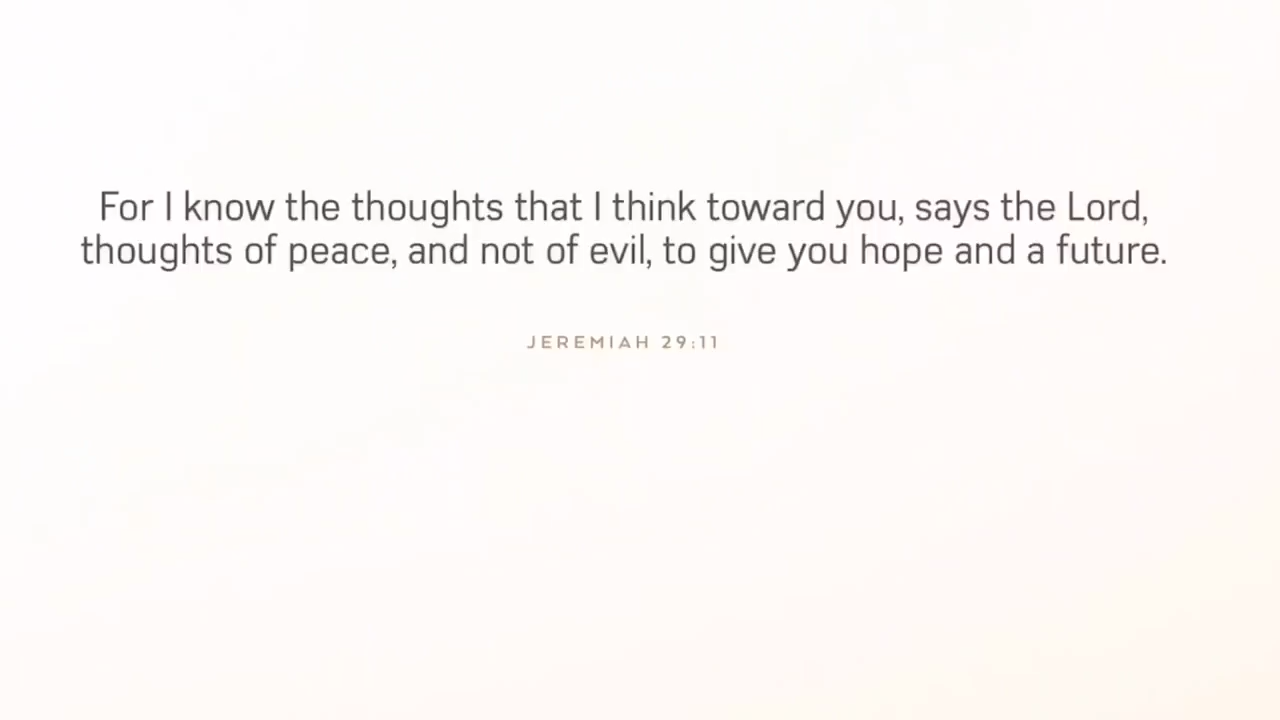 For I know the thoughts that I think toward you, says the Lord,
thoughts of peace, and not of evil, to give you hope and a future.
JEREMIAH 29:11